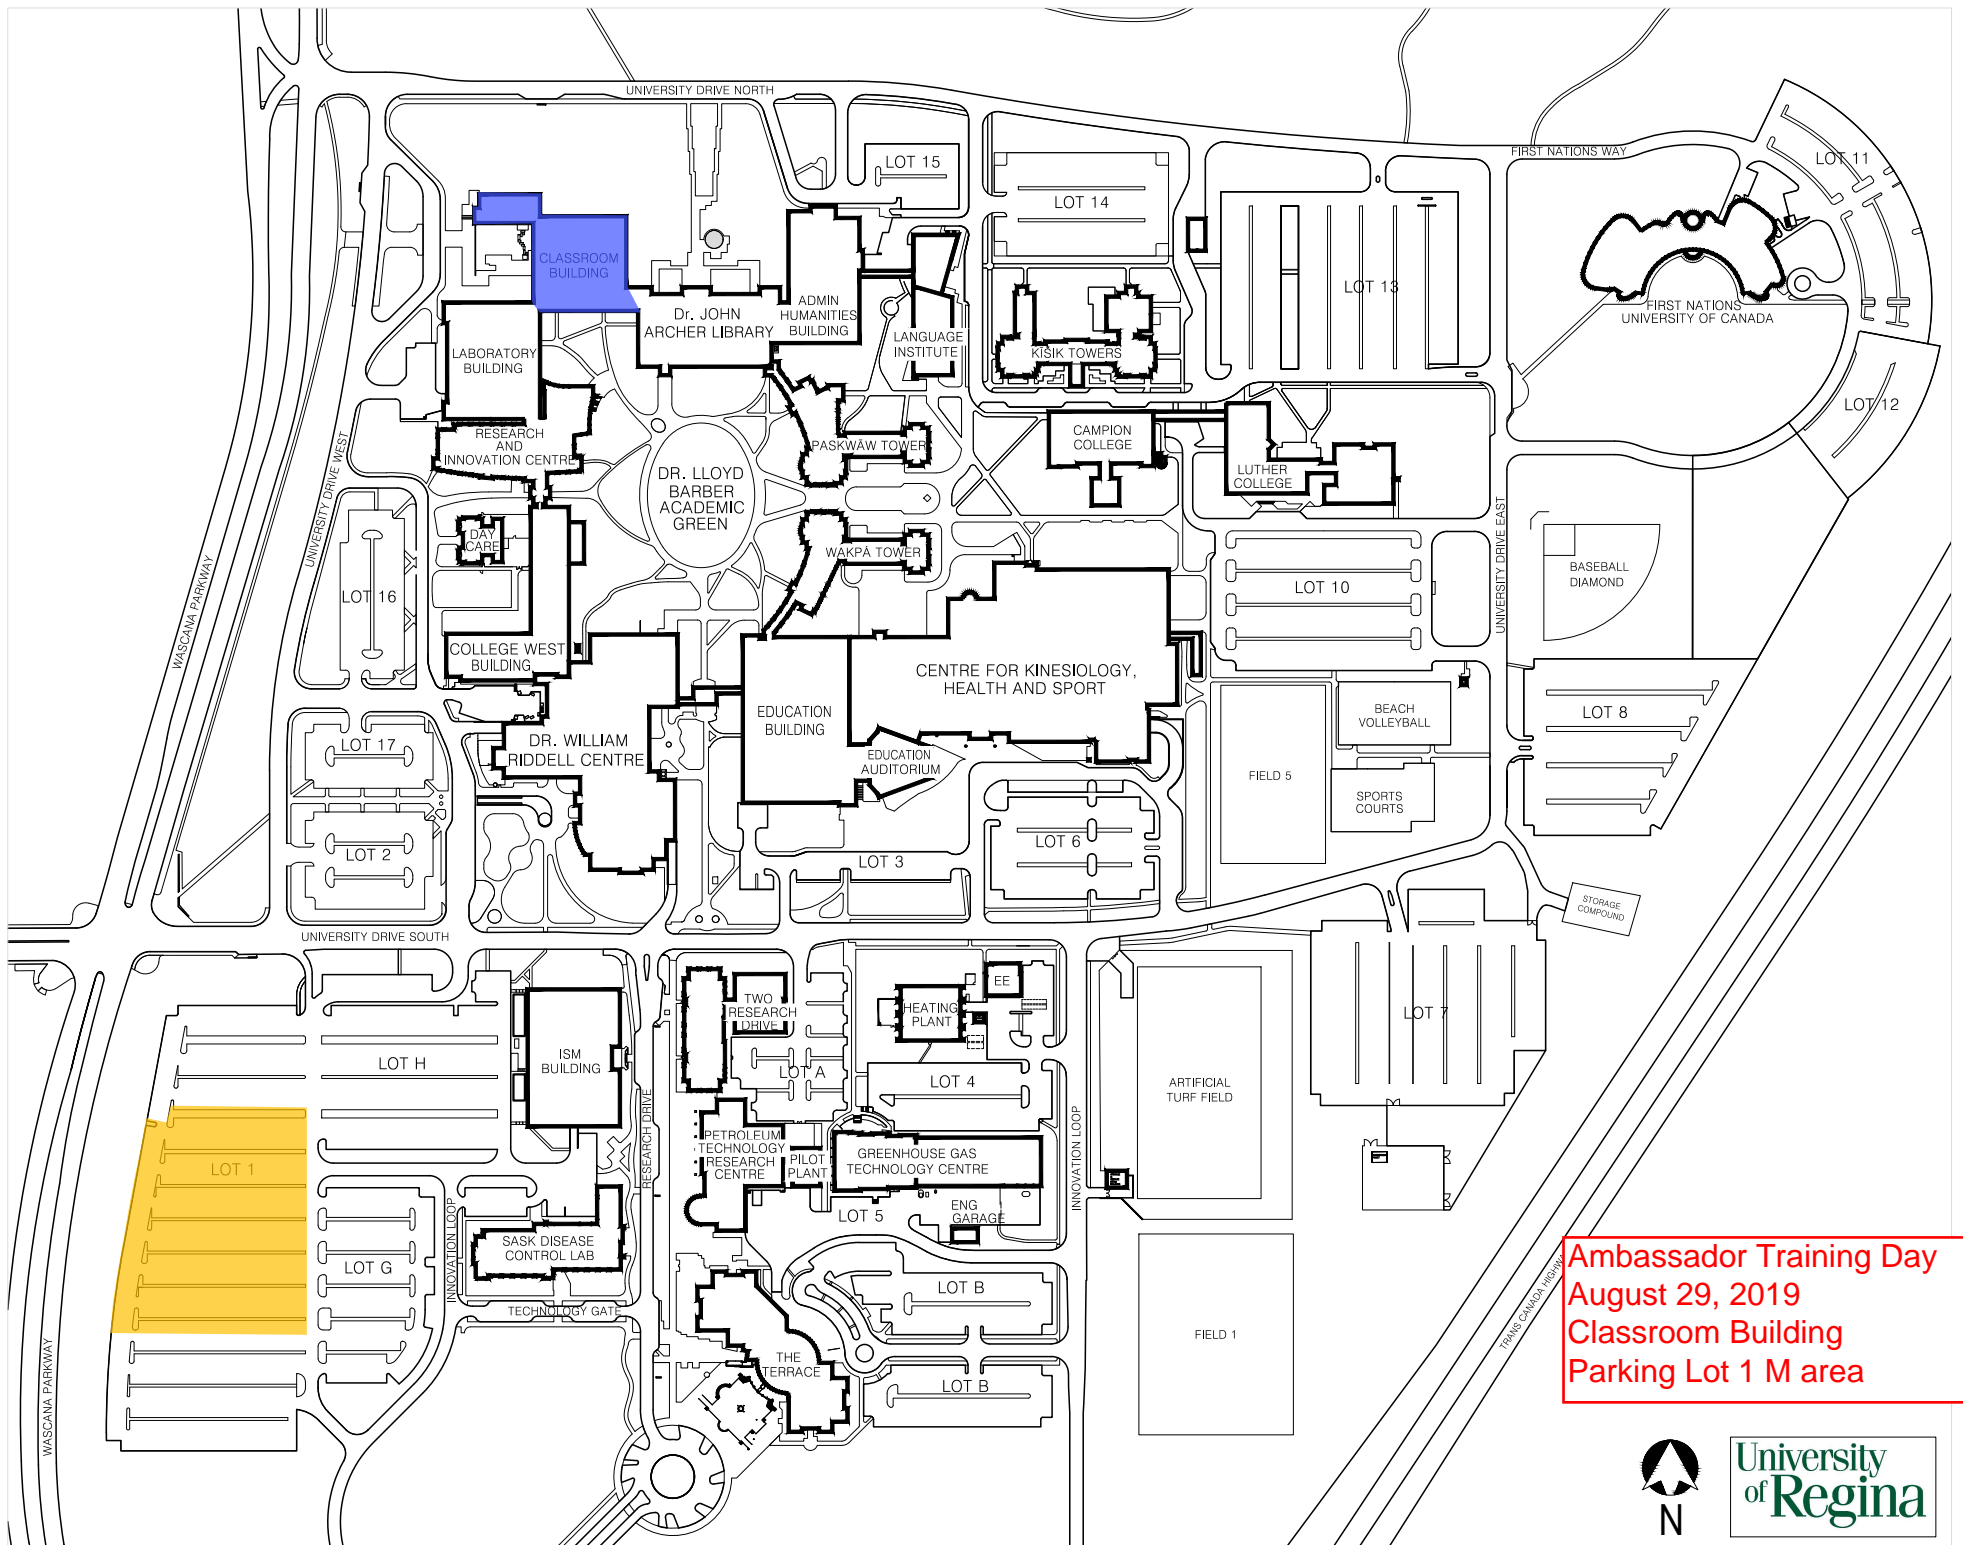 UNIVERSITY DRIVE NORTH
FIRST NATIONS WAY
LOT 15
LOT 11
LOT 14
CLASSROOM
BUILDING
LOT 13
ADMIN
HUMANITIES
BUILDING
Dr. JOHN
ARCHER LIBRARY
FIRST NATIONS
UNIVERSITY OF CANADA
LANGUAGE
INSTITUTE
KĪSIK TOWERS
LABORATORY
BUILDING
LOT 12
RESEARCH
AND
INNOVATION CENTRE
PASKWĀW TOWER
CAMPION
COLLEGE
LUTHER
COLLEGE
DR. LLOYD
BARBER
ACADEMIC
GREEN
UNIVERSITY DRIVE WEST
DAY
CARE
WAKPÁ TOWER
UNIVERSITY DRIVE EAST
BASEBALL
DIAMOND
LOT 10
LOT 16
WASCANA PARKWAY
COLLEGE WEST
BUILDING
CENTRE FOR KINESIOLOGY,
HEALTH AND SPORT
EDUCATION
BUILDING
BEACH
VOLLEYBALL
LOT 8
LOT 17
DR. WILLIAM
RIDDELL CENTRE
EDUCATION
AUDITORIUM
FIELD 5
SPORTS
COURTS
LOT 2
LOT 3
LOT 6
STORAGE
COMPOUND
UNIVERSITY DRIVE SOUTH
TWO
RESEARCH
DRIVE
EE
HEATING
PLANT
LOT 7
LOT H
ISM
BUILDING
LOT A
LOT 4
ARTIFICIAL
TURF FIELD
RESEARCH DRIVE
INNOVATION LOOP
LOT 1
PETROLEUM
TECHNOLOGY
RESEARCH
CENTRE
PILOT
PLANT
GREENHOUSE GAS
TECHNOLOGY CENTRE
LOT 5
ENG
GARAGE
INNOVATION LOOP
SASK DISEASE
CONTROL LAB
LOT G
LOT B
TECHNOLOGY GATE
FIELD 1
THE
TERRACE
LOT B
WASCANA PARKWAY
TRANS CANADA HIGHW
Ambassador Training Day
August 29, 2019
Classroom Building
Parking Lot 1 M area
N
University
of Regina